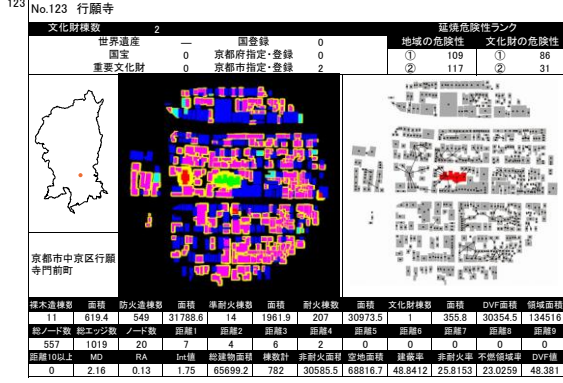 123 No.123 行願寺
文化財棟数 2 延焼危険性ランク
世界遺産 — 国登録 0 地域の危険性 文化財の危険性
国宝 0 京都府指定・登録 0 ① 109 ① 86
重要文化財 0 京都市指定・登録 2 ② 117 ② 31
京都市中京区行願
寺門前町
裸木造棟数 面積 防火造棟数 面積 準耐火棟数 面積 耐火棟数 面積 文化財棟数 面積 DVF面積 領域面積
11 619.4 549 31788.6 14 1961.9 207 30973.5 1 355.8 30354.5 134516
総ノード数 総エッジ数 ノード数 距離1 距離2 距離3 距離4 距離5 距離6 距離7 距離8 距離9
557 1019 20 7 4 6 2 0 0 0 0 0
距離10以上 MD RA Int値 総建物面積 棟数計 非耐火面積 空地面積 建蔽率 非耐火率 不燃領域率 DVF値
0 2.16 0.13 1.75 65699.2 782 30585.5 68816.7 48.8412 25.8153 23.0259 48.381